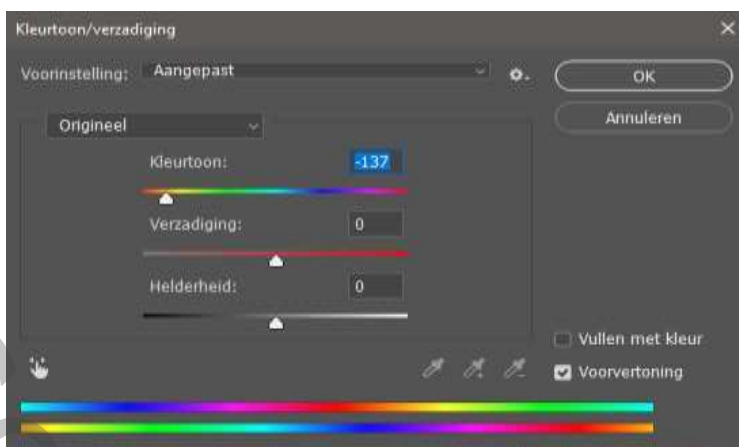 Kleurtoon/verzadiging
Voorinstelling: Aangepast
OK
Annuleren
Origineel
Kleurtoon: -137
Verzadiging: 0
Helderheid: 0
Vullen met kleur
Voorvertoning